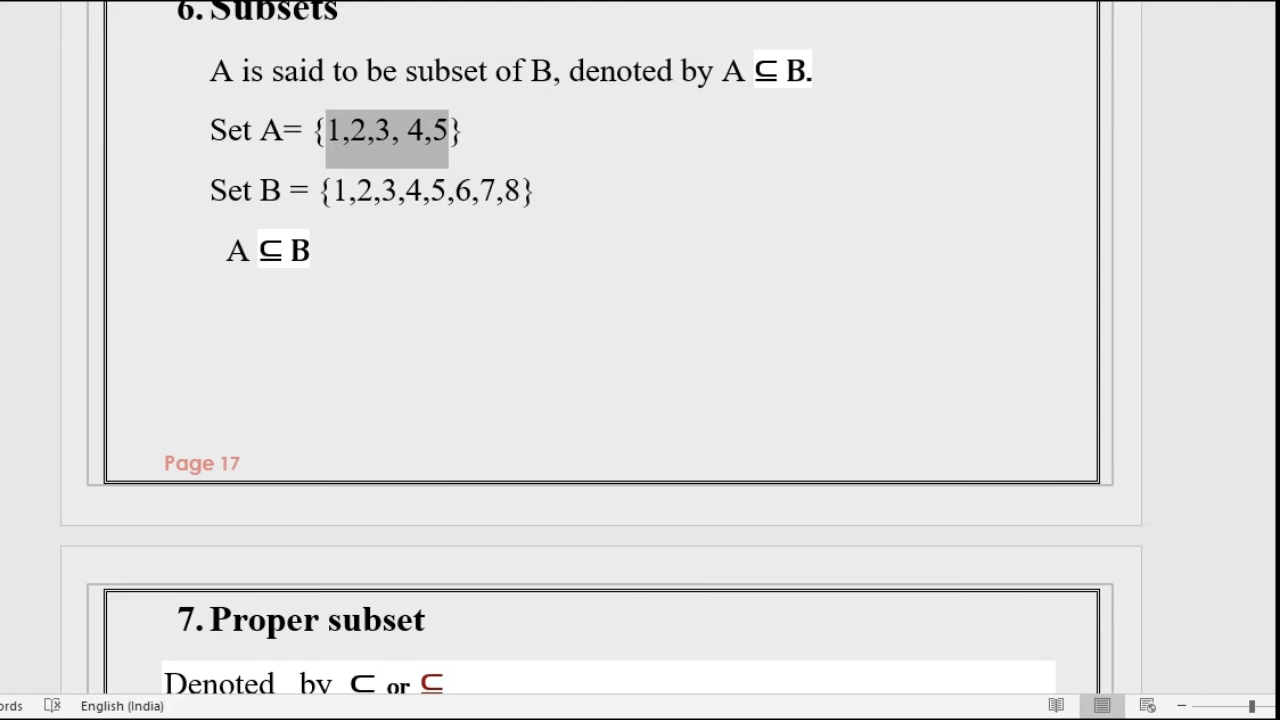 6. Subsets
A is said to be subset of B, denoted by A ⊆ B.
Set A= {1,2,3, 4,5}
Set B = {1,2,3,4,5,6,7,8}
A ⊆ B
Page 17
7. Proper subset
Denoted by ⊂ or ⊆
ords English (India)